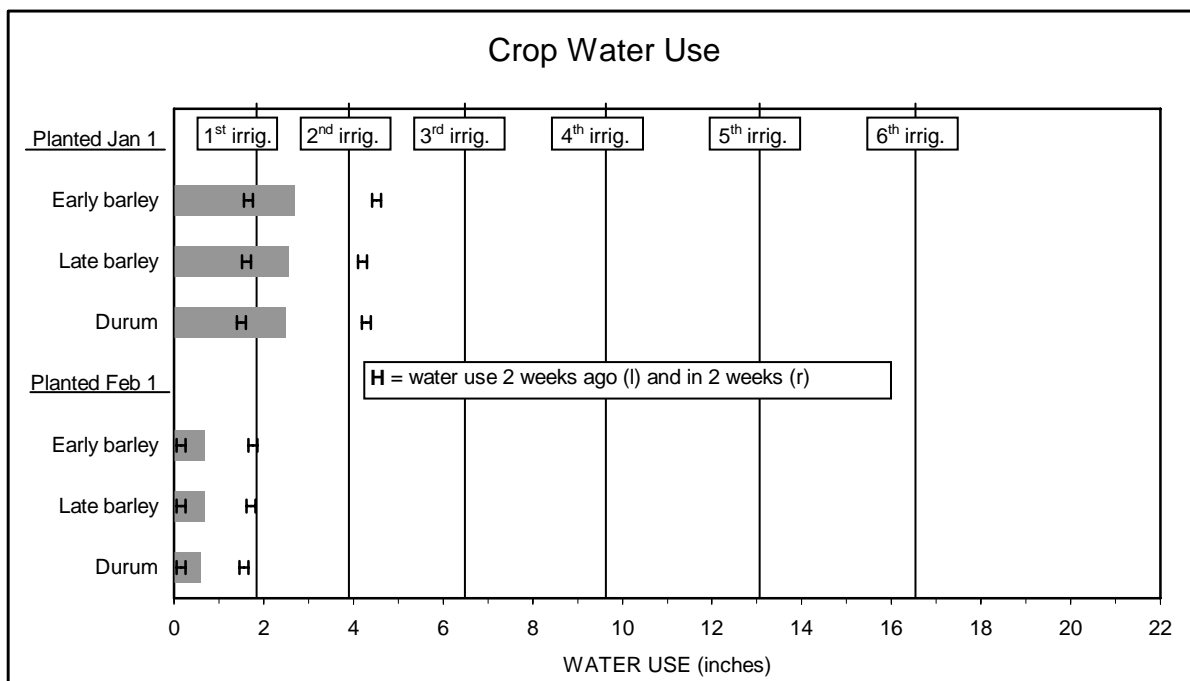 Crop Water Use
Planted Jan 1
1st irrig. 2nd irrig. 3rd irrig. 4th irrig. 5th irrig. 6th irrig.
Early barley
Late barley
Durum
Planted Feb 1
H = water use 2 weeks ago (l) and in 2 weeks (r)
Early barley
Late barley
Durum
0 2 4 6 8 10 12 14 16 18 20 22
WATER USE (inches)